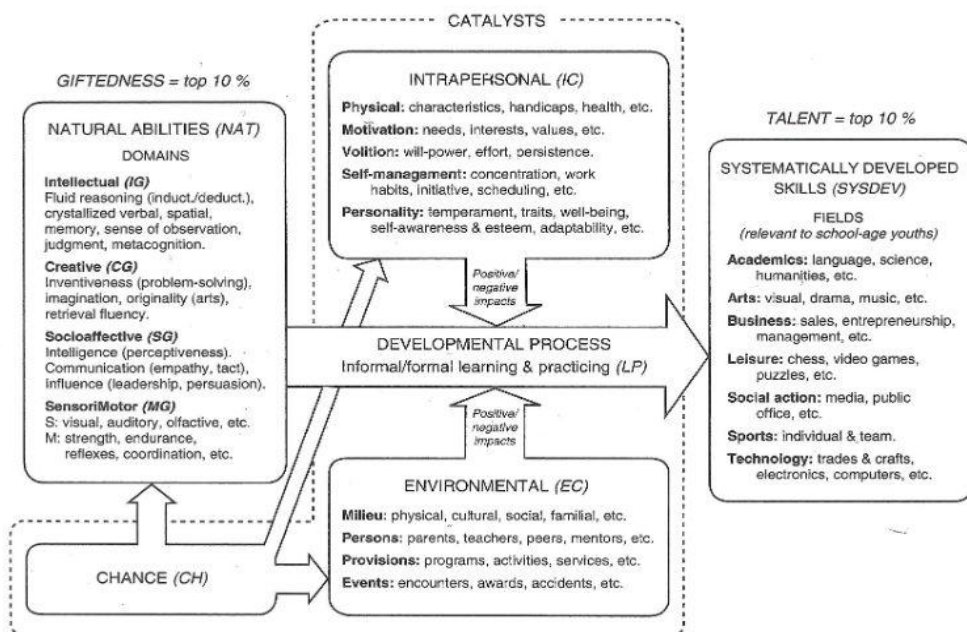 CATALYSTS
GIFTEDNESS = top 10 %
NATURAL ABILITIES (NAT)
DOMAINS
Intellectual (IG)
Fluid reasoning (induct./deduct.),
crystallized verbal, spatial,
memory, sense of observation,
judgment, metacognition.
Creative (CG)
Inventiveness (problem-solving),
imagination, originality (arts),
retrieval fluency.
Socioaffective (SG)
Intelligence (perceptiveness).
Communication (empathy, tact),
Influence (leadership, persuasion).
SensoriMotor (MG)
S: visual, auditory, olfactive, etc.
M: strength, endurance,
reflexes, coordination, etc.
CHANCE (CH)
INTRAPERSONAL (IC)
Physical: characteristics, handicaps, health, etc.
Motivation: needs, interests, values, etc.
Volition: will-power, effort, persistence.
Self-management: concentration, work
habits, initiative, scheduling, etc.
Personality: temperament, traits, well-being,
self-awareness & esteem, adaptability, etc.
Positive/
negative
impacts
DEVELOPMENTAL PROCESS
Informal/formal learning & practicing (LP)
Positive/
negative
impacts
ENVIRONMENTAL (EC)
Milieu: physical, cultural, social, familial, etc.
Persons: parents, teachers, peers, mentors, etc.
Provisions: programs, activities, services, etc.
Events: encounters, awards, accidents, etc.
TALENT = top 10 %
SYSTEMATICALLY DEVELOPED
SKILLS (SYSDEV)
FIELDS
(relevant to school-age youths)
Academics: language, science,
humanities, etc.
Arts: visual, drama, music, etc.
Business: sales, entrepreneurship,
management, etc.
Leisure: chess, video games,
puzzles, etc.
Social action: media, public
office, etc.
Sports: individual & team.
Technology: trades & crafts,
electronics, computers, etc.